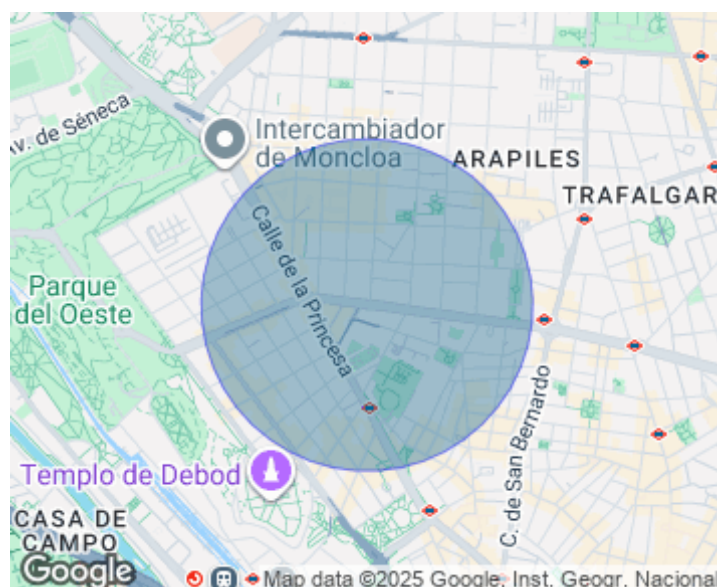 Av. de Séneca
Intercambiador
de Moncloa
ARAPILES
TRAFALGAR
Calle de la Princesa
Parque
del Oeste
C. de San Bernardo
Templo de Debod
CASA DE
CAMPO
Google
Map data ©2025 Google, Inst. Geogr. Nacional